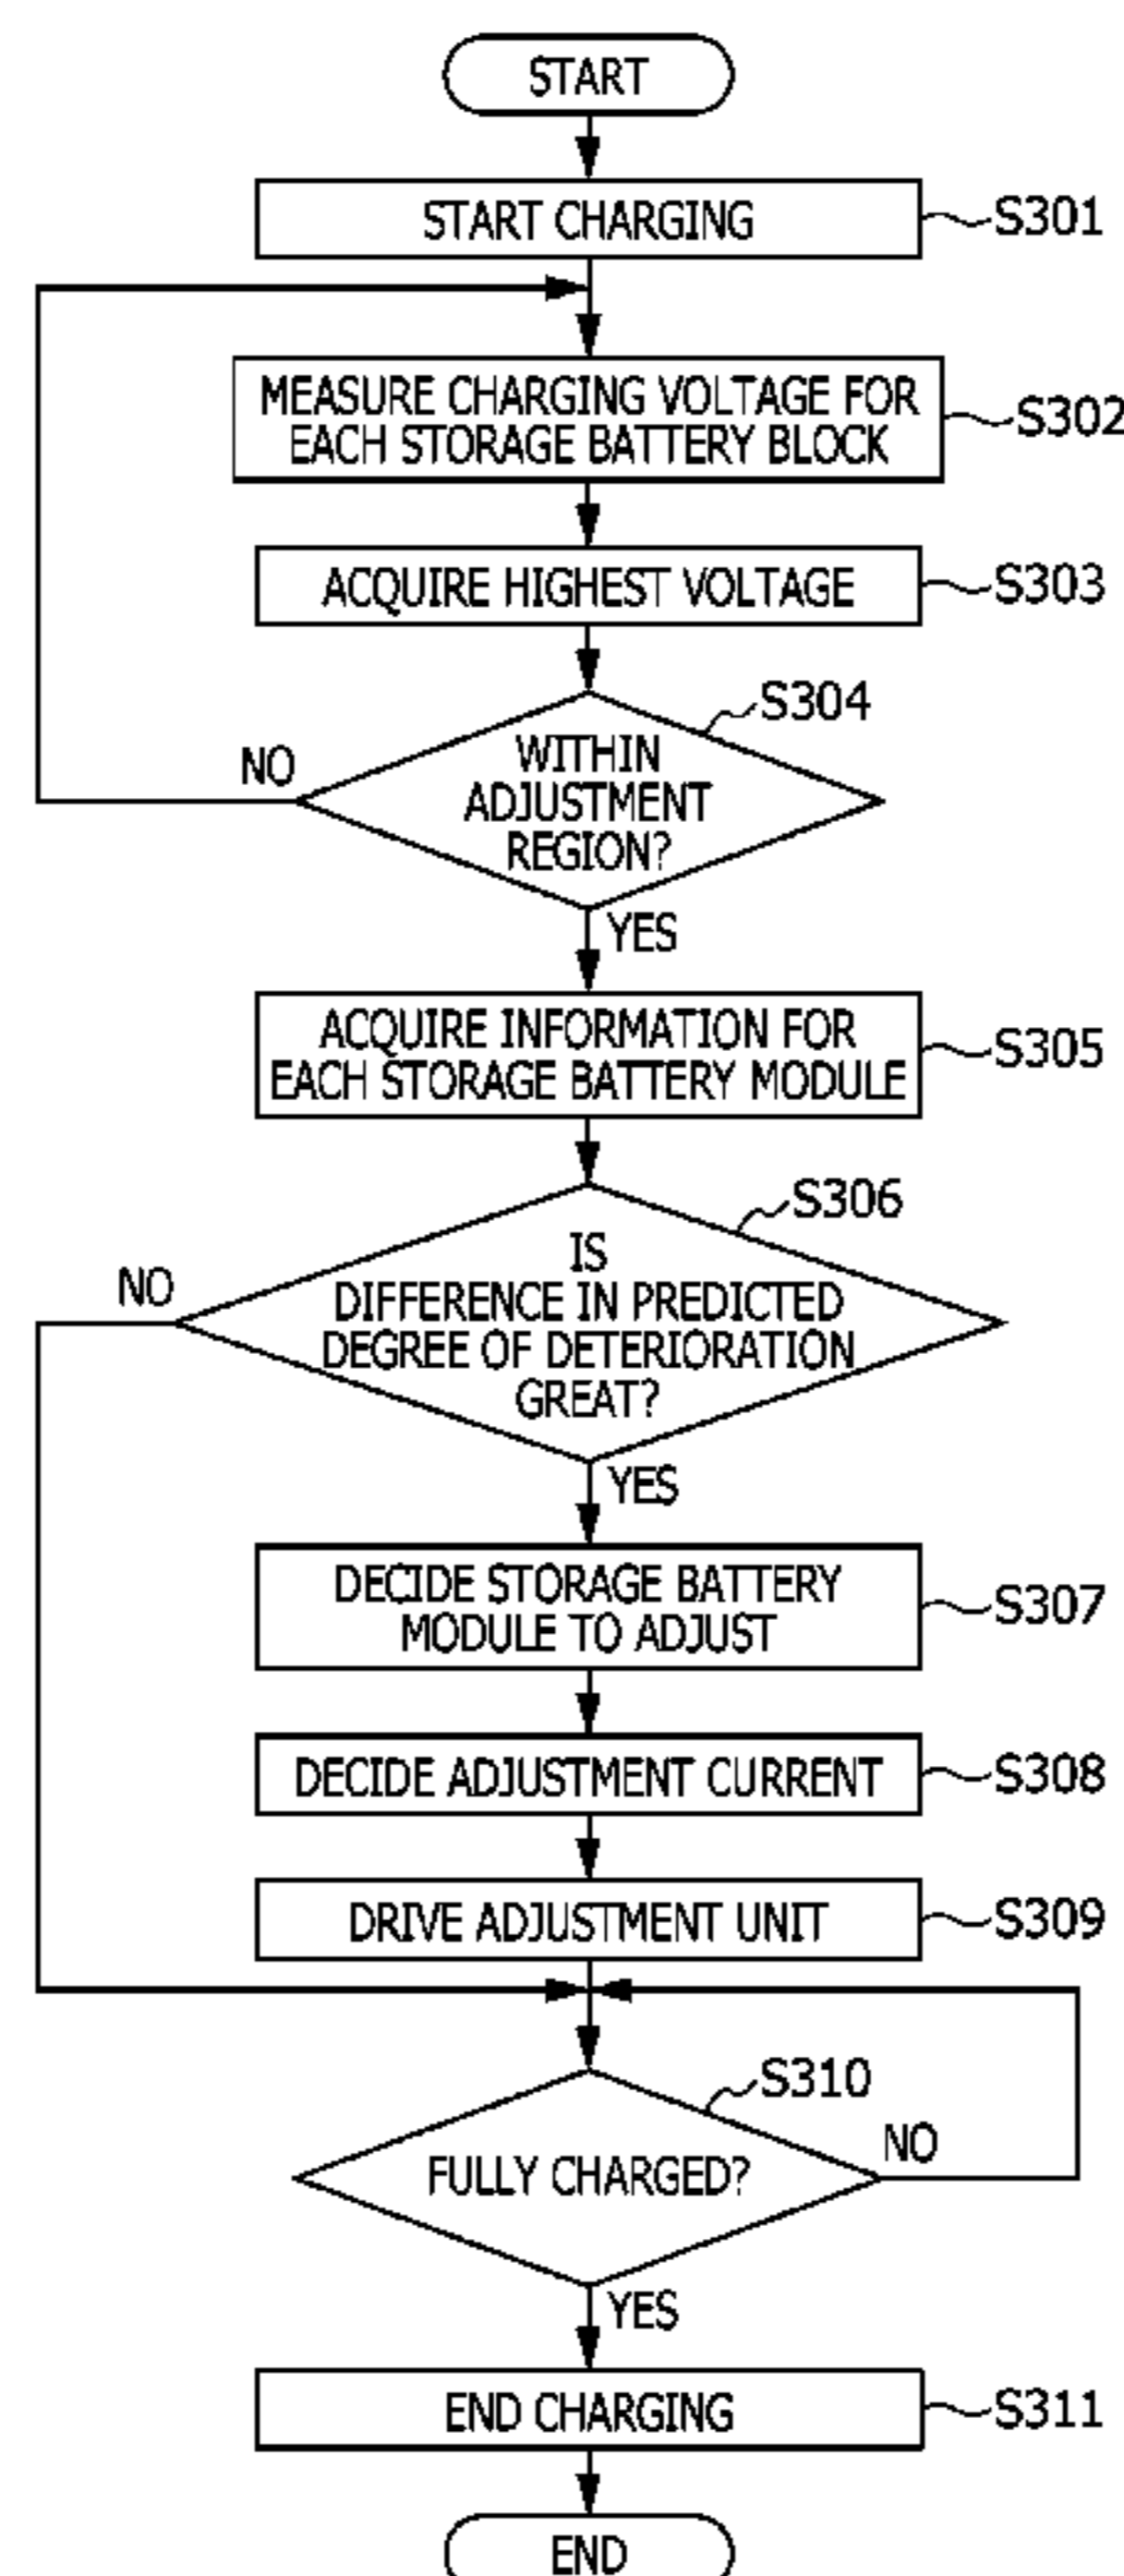 START
START CHARGING
S301
MEASURE CHARGING VOLTAGE FOR
EACH STORAGE BATTERY BLOCK
S302
ACQUIRE HIGHEST VOLTAGE
S303
S304
WITHIN
ADJUSTMENT
REGION?
NO
YES
ACQUIRE INFORMATION FOR
EACH STORAGE BATTERY MODULE
S305
S306
IS
DIFFERENCE IN PREDICTED
DEGREE OF DETERIORATION
GREAT?
NO
YES
DECIDE STORAGE BATTERY
MODULE TO ADJUST
S307
DECIDE ADJUSTMENT CURRENT
S308
DRIVE ADJUSTMENT UNIT
S309
S310
FULLY CHARGED?
NO
YES
END CHARGING
S311
END